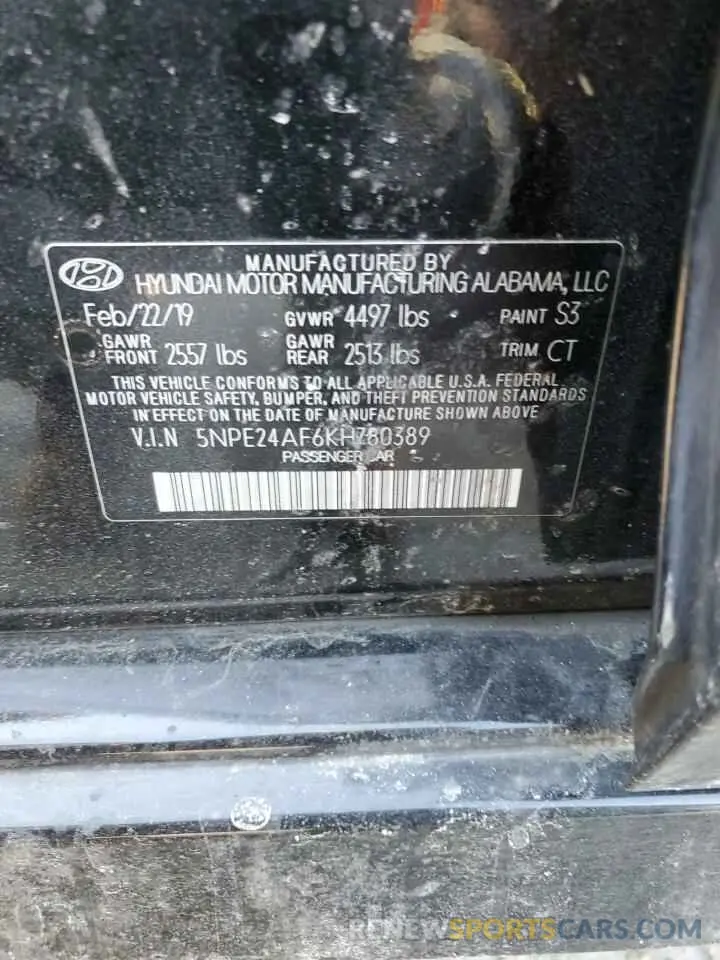 MANUFACTURED BY
HYUNDAI MOTOR MANUFACTURING ALABAMA, LLC
Feb/22/19 GVWR 4497 lbs PAINT S3
GAWR FRONT 2557 lbs GAWR REAR 2513 lbs TRIM CT
THIS VEHICLE CONFORMS TO ALL APPLICABLE U.S.A. FEDERAL
MOTOR VEHICLE SAFETY, BUMPER, AND THEFT PREVENTION STANDARDS
IN EFFECT ON THE DATE OF MANUFACTURE SHOWN ABOVE
V.I.N 5NPE24AF6KH780389
PASSENGER CAR
RENEWSPORTSCARS.COM